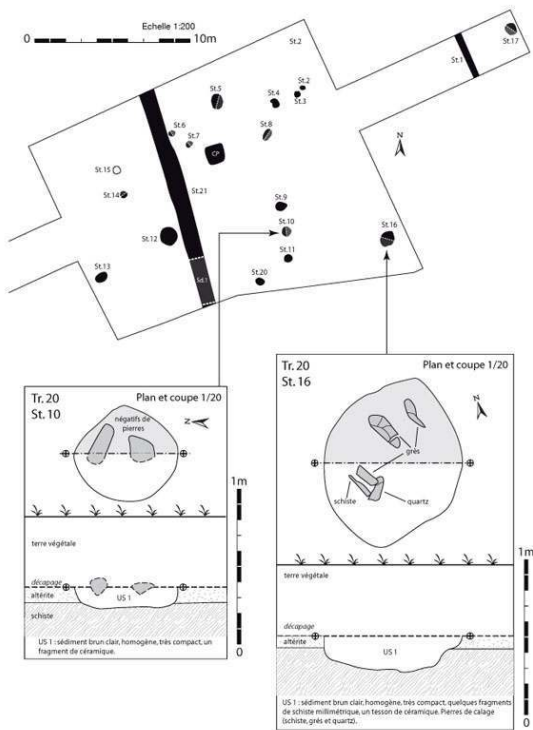 Echelle 1:200
0 10m
St.2
St.17
St.1
St.5
St.2
St.4
St.3
St.6
St.8
St.7
N
CP
St.15
St.21
St.14
St.9
St.10
St.12
St.16
St.11
St.13
Sd.1
St.20
Tr.20 Plan et coupe 1/20
St.10
négatifs de
pierres
N
1m
terre végétale
décapage
altérite
US 1
schiste
0
US 1 : sédiment brun clair, homogène, très compact, un
fragment de céramique.
Tr.20 Plan et coupe 1/20
St.16
N
grès
schiste
quartz
1m
terre végétale
décapage
altérite
US 1
schiste
0
US 1 : sédiment brun clair, homogène, très compact, quelques fragments
de schiste millimétrique, un tesson de céramique. Pierres de calage
(schiste, grés et quartz).